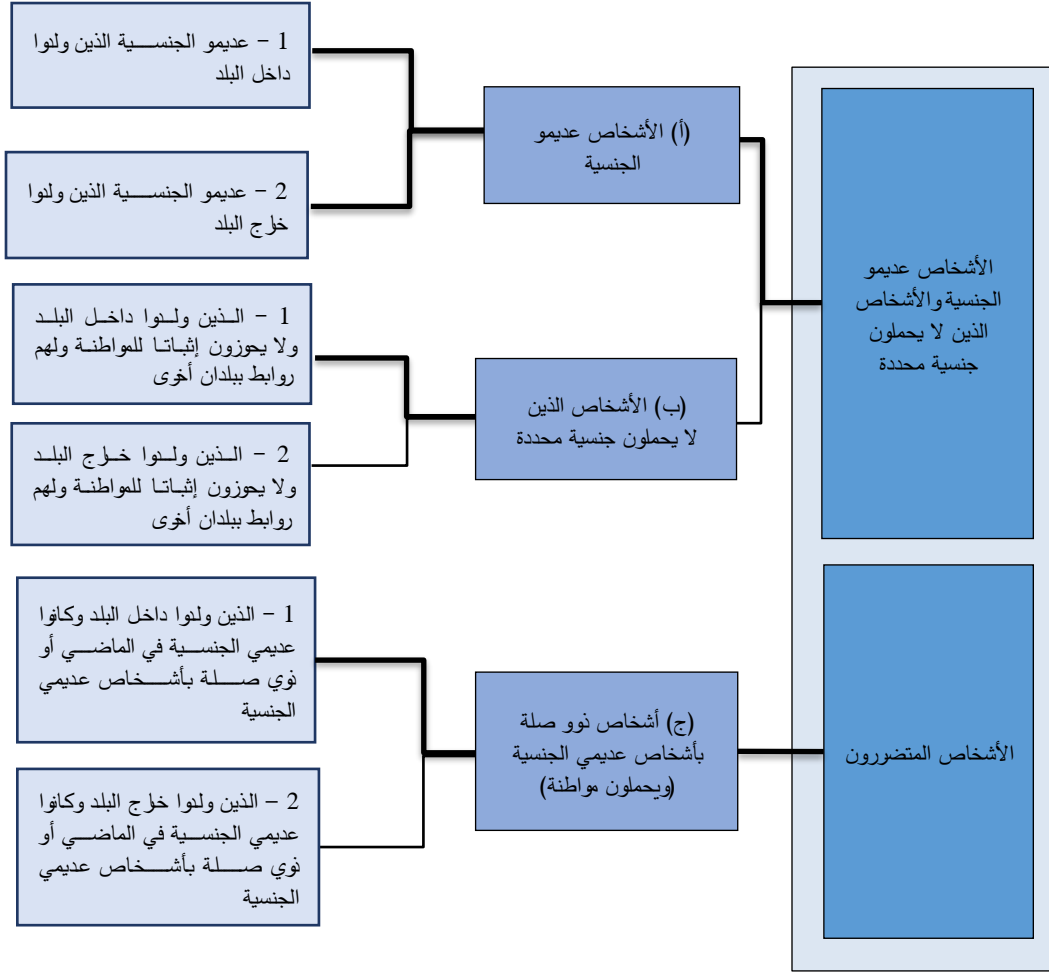 الأشخاص عديمو
الجنسية والأشخاص
الذين لا يحملون
جنسية محددة
(أ) الأشخاص عديمو
الجنسية
1 – عديمو الجنسية الذين ولدوا
داخل البلد
2 – عديمو الجنسية الذين ولدوا
خارج البلد
(ب) الأشخاص الذين
لا يحملون جنسية محددة
1 – الذين ولدوا داخل البلد
ولا يحوزون إثباتا للمواطنة ولهم
روابط ببلدان أخرى
2 – الذين ولدوا خارج البلد
ولا يحوزون إثباتا للمواطنة ولهم
روابط ببلدان أخرى
الأشخاص المتضررون
(ج) أشخاص ذوو صلة
بأشخاص عديمي الجنسية
(ويحملون مواطنة)
1 – الذين ولدوا داخل البلد وكانوا
عديمي الجنسية في الماضي أو
ذوي صلة بأشخاص عديمي
الجنسية
2 – الذين ولدوا خارج البلد وكانوا
عديمي الجنسية في الماضي أو
ذوي صلة بأشخاص عديمي
الجنسية